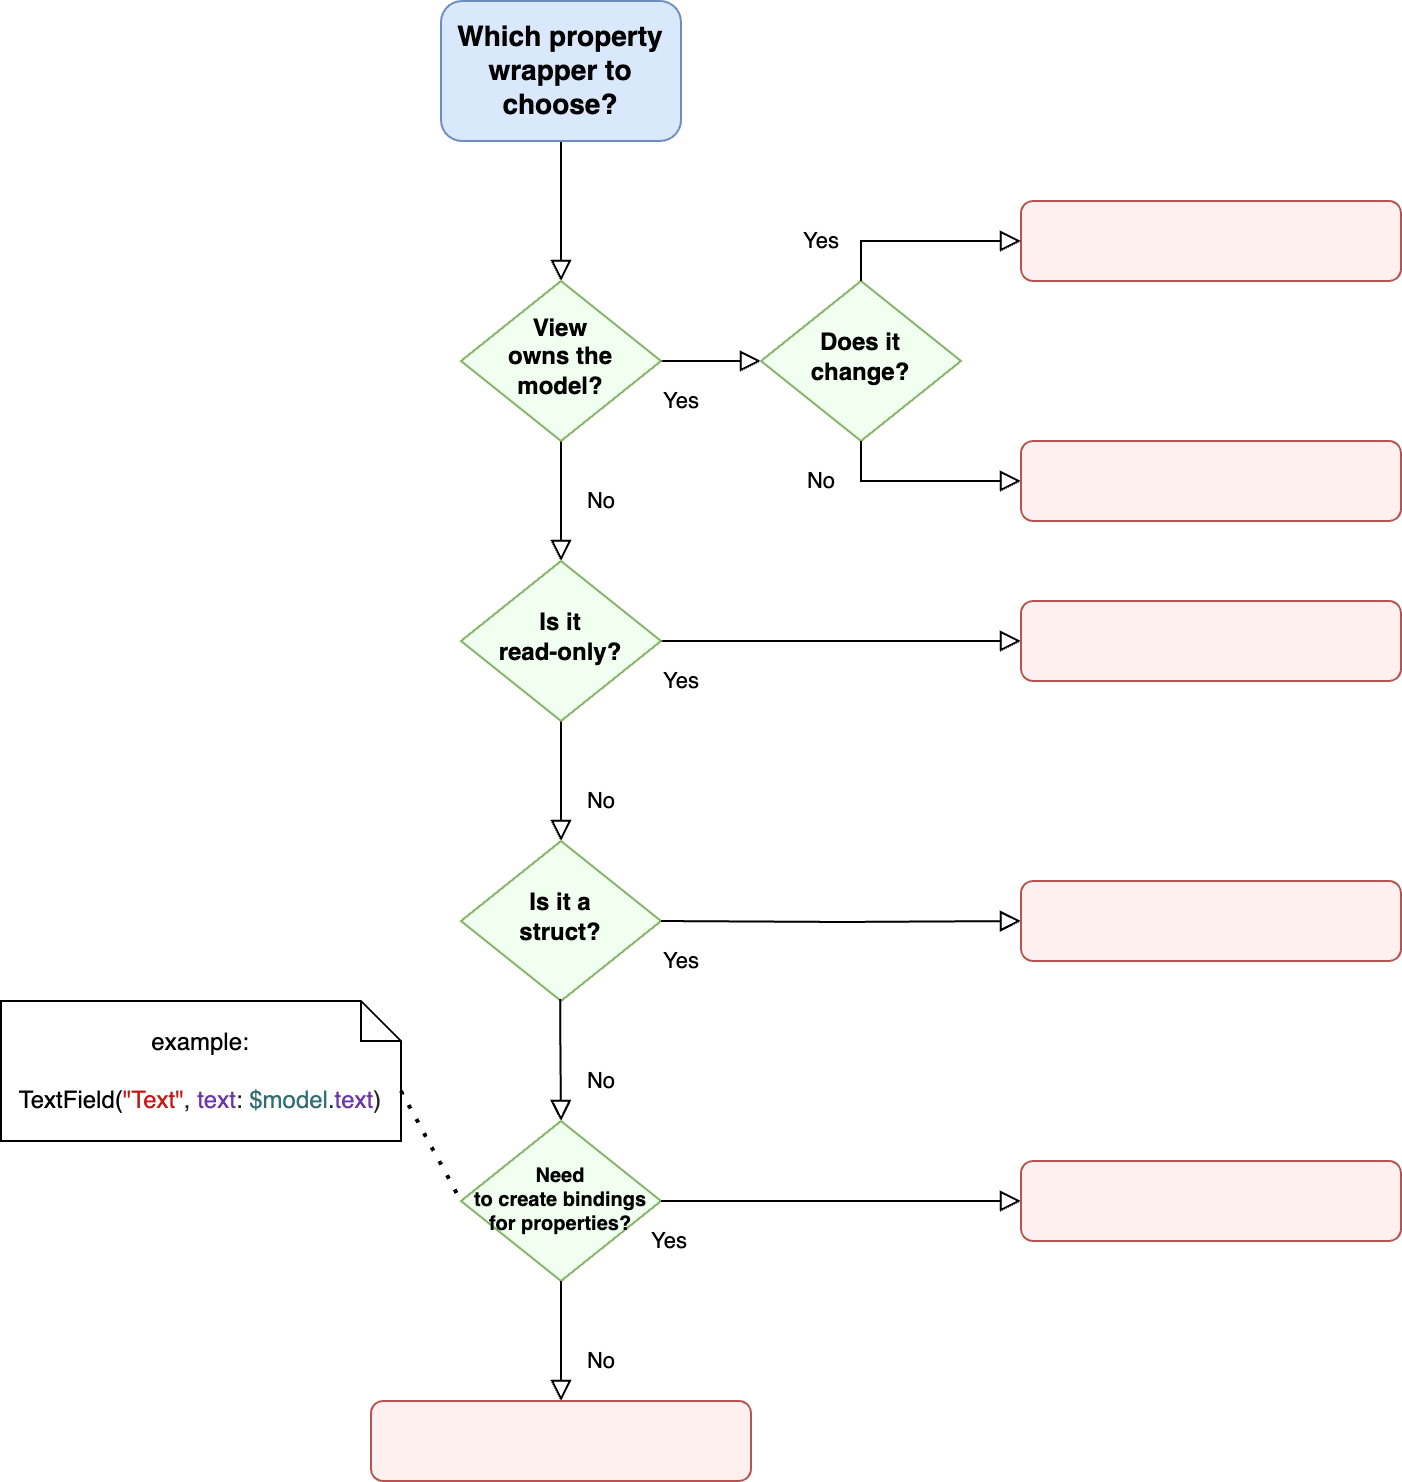 Which property
wrapper to
choose?
Yes
View
owns the
model?
Does it
change?
Yes
No
No
Is it
read-only?
Yes
No
Is it a
struct?
Yes
example:
No
TextField("Text", text: $model.text)
Need
to create bindings
for properties?
Yes
No